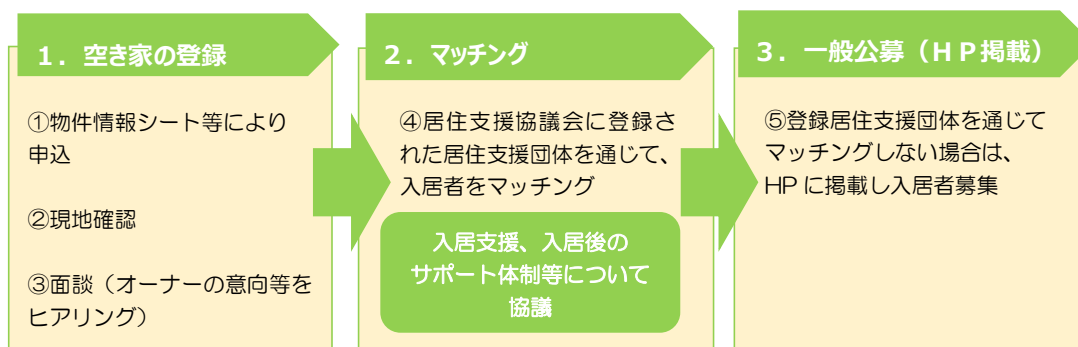 1．空き家の登録
①物件情報シート等により
申込
②現地確認
③面談（オーナーの意向等を
ヒアリング）
2．マッチング
④居住支援協議会に登録さ
れた居住支援団体を通じて、
入居者をマッチング
入居支援、入居後の
サポート体制等について
協議
3．一般公募（ＨＰ掲載）
⑤登録居住支援団体を通じて
マッチングしない場合は、
HPに掲載し入居者募集